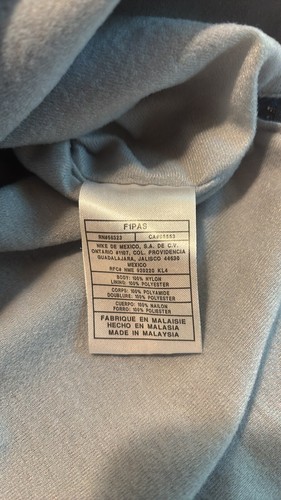 F1PAS
RN#56323 CA#05553
NIKE DE MEXICO, S.A. DE C.V.
ONTARIO #1107, COL. PROVIDENCIA
GUADALAJARA, JALISCO 44630
MEXICO
RFC# NME 930220 KL4
BODY: 100% NYLON
LINING: 100% POLYESTER
CORPS: 100% POLYAMIDE
DOUBLURE: 100% POLYESTER
CUERPO: 100% NAILON
FORRO: 100% POLIESTER
FABRIQUE EN MALAISIE
HECHO EN MALASIA
MADE IN MALAYSIA